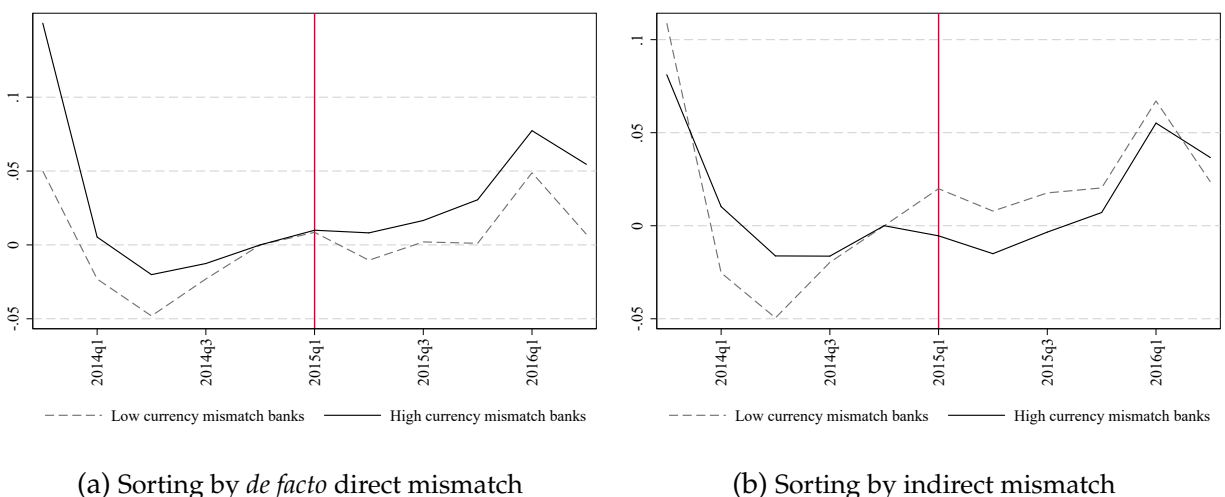 .1
.05
0
-.05
2014q1
2014q3
2015q1
2015q3
2016q1
Low currency mismatch banks
High currency mismatch banks
(a) Sorting by de facto direct mismatch
.1
.05
0
-.05
2014q1
2014q3
2015q1
2015q3
2016q1
Low currency mismatch banks
High currency mismatch banks
(b) Sorting by indirect mismatch